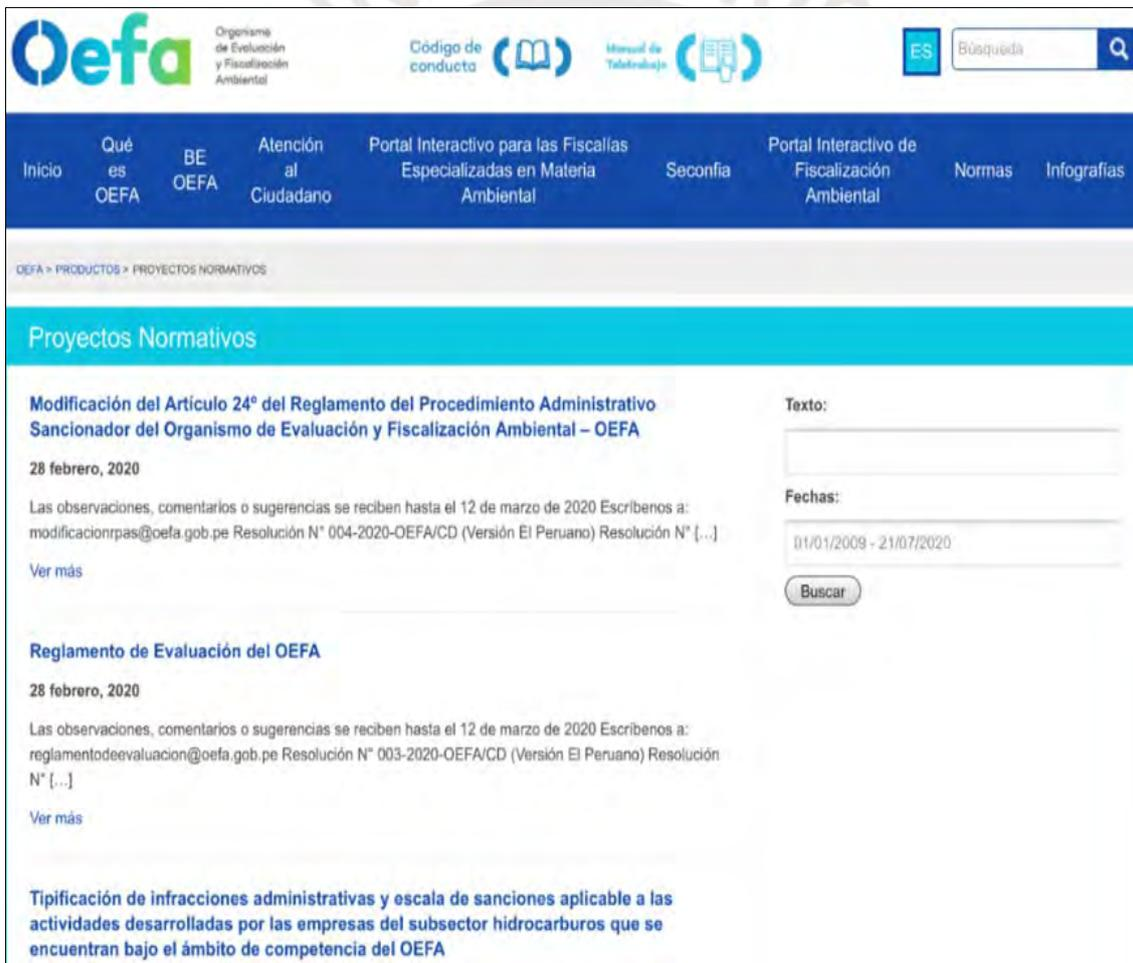 Oefa
Organismo
de Evaluación
y Fiscalización
Ambiental
Código de
conducta
Manual de
Teletrabajo
ES
Búsqueda
Inicio
Qué
es
OEFA
BE
OEFA
Atención
al
Ciudadano
Portal Interactivo para las Fiscalías
Especializadas en Materia
Ambiental
Seconfia
Portal Interactivo de
Fiscalización
Ambiental
Normas
Infografías
OEFA > PRODUCTOS > PROYECTOS NORMATIVOS
Proyectos Normativos
Modificación del Artículo 24º del Reglamento del Procedimiento Administrativo
Sancionador del Organismo de Evaluación y Fiscalización Ambiental – OEFA
28 febrero, 2020
Las observaciones, comentarios o sugerencias se reciben hasta el 12 de marzo de 2020 Escríbenos a:
modificacionrpas@oefa.gob.pe Resolución N° 004-2020-OEFA/CD (Versión El Peruano) Resolución N° […]
Ver más
Reglamento de Evaluación del OEFA
28 febrero, 2020
Las observaciones, comentarios o sugerencias se reciben hasta el 12 de marzo de 2020 Escríbenos a:
reglamentodeevaluacion@oefa.gob.pe Resolución N° 003-2020-OEFA/CD (Versión El Peruano) Resolución
N° […]
Ver más
Tipificación de infracciones administrativas y escala de sanciones aplicable a las
actividades desarrolladas por las empresas del subsector hidrocarburos que se
encuentran bajo el ámbito de competencia del OEFA
Texto:
Fechas:
01/01/2009 - 21/07/2020
Buscar